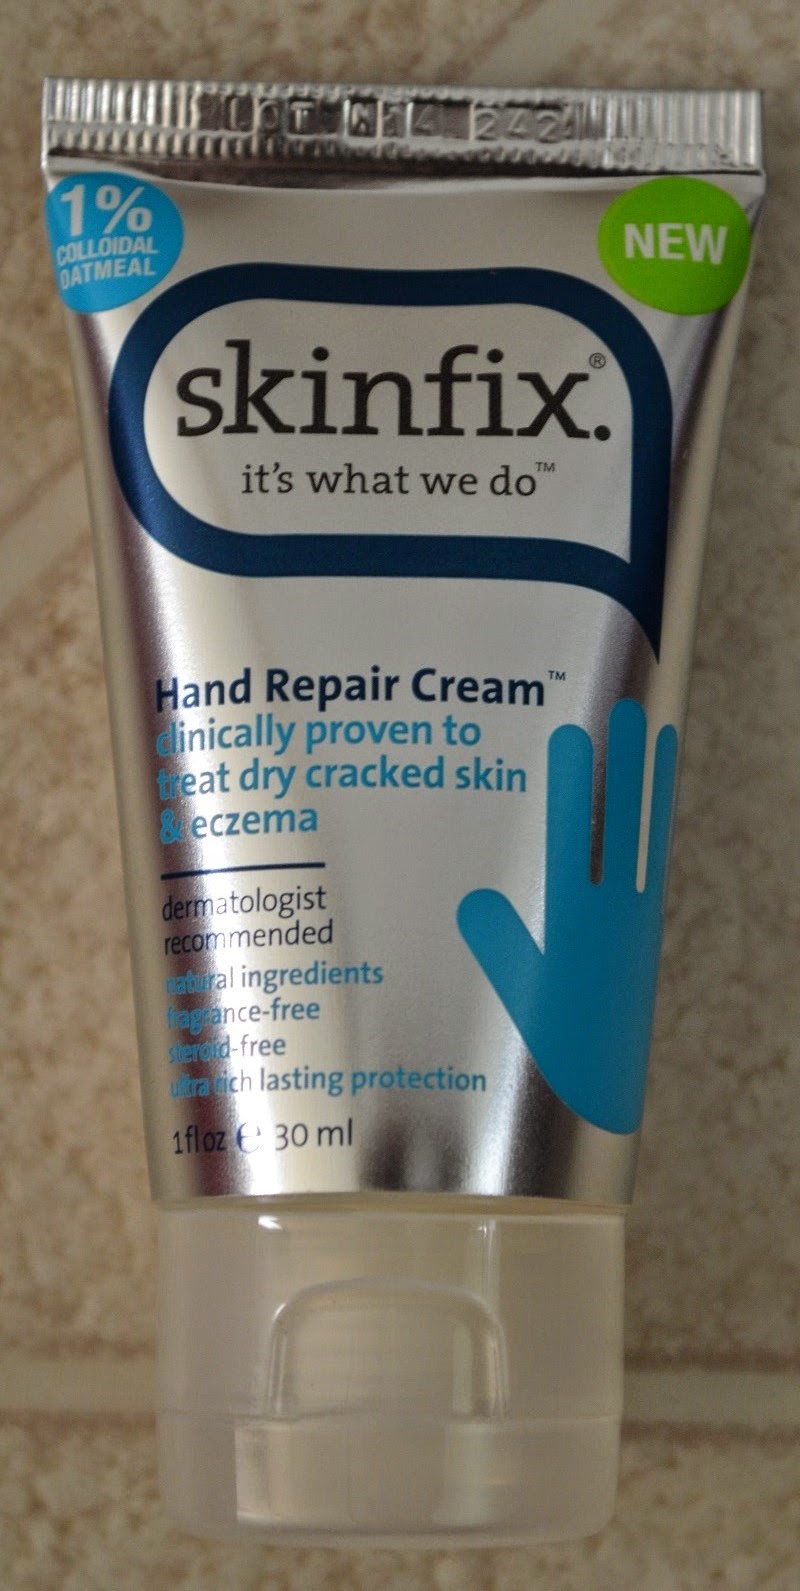 LOT
1%
COLLOIDAL
OATMEAL
NEW
skinfix.®
it's what we do™
Hand Repair Cream™
clinically proven to
treat dry cracked skin
& eczema
dermatologist
recommended
natural ingredients
fragrance-free
steroid-free
ultra rich lasting protection
1fl oz ℮ 30 ml